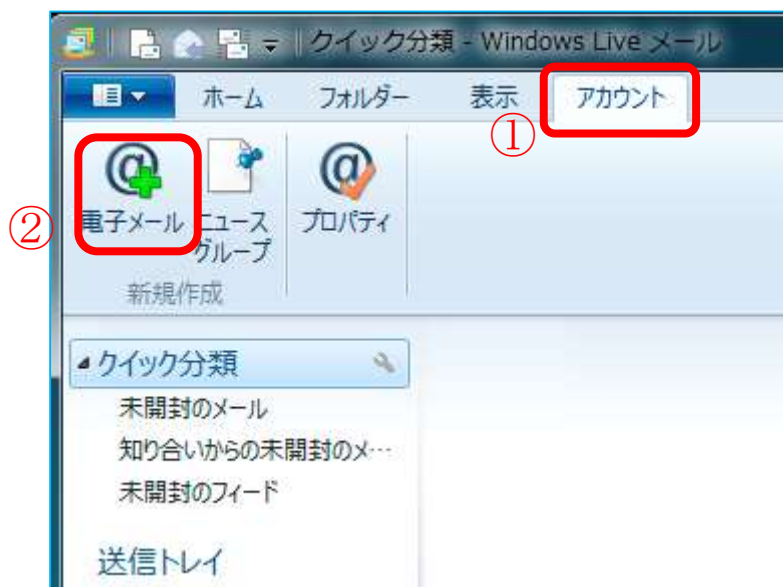 クイック分類 - Windows Live メール
ホーム フォルダー 表示 アカウント
①
②
電子メール ニュース グループ プロパティ
新規作成
クイック分類
未開封のメール
知り合いからの未開封のメ…
未開封のフィード
送信トレイ